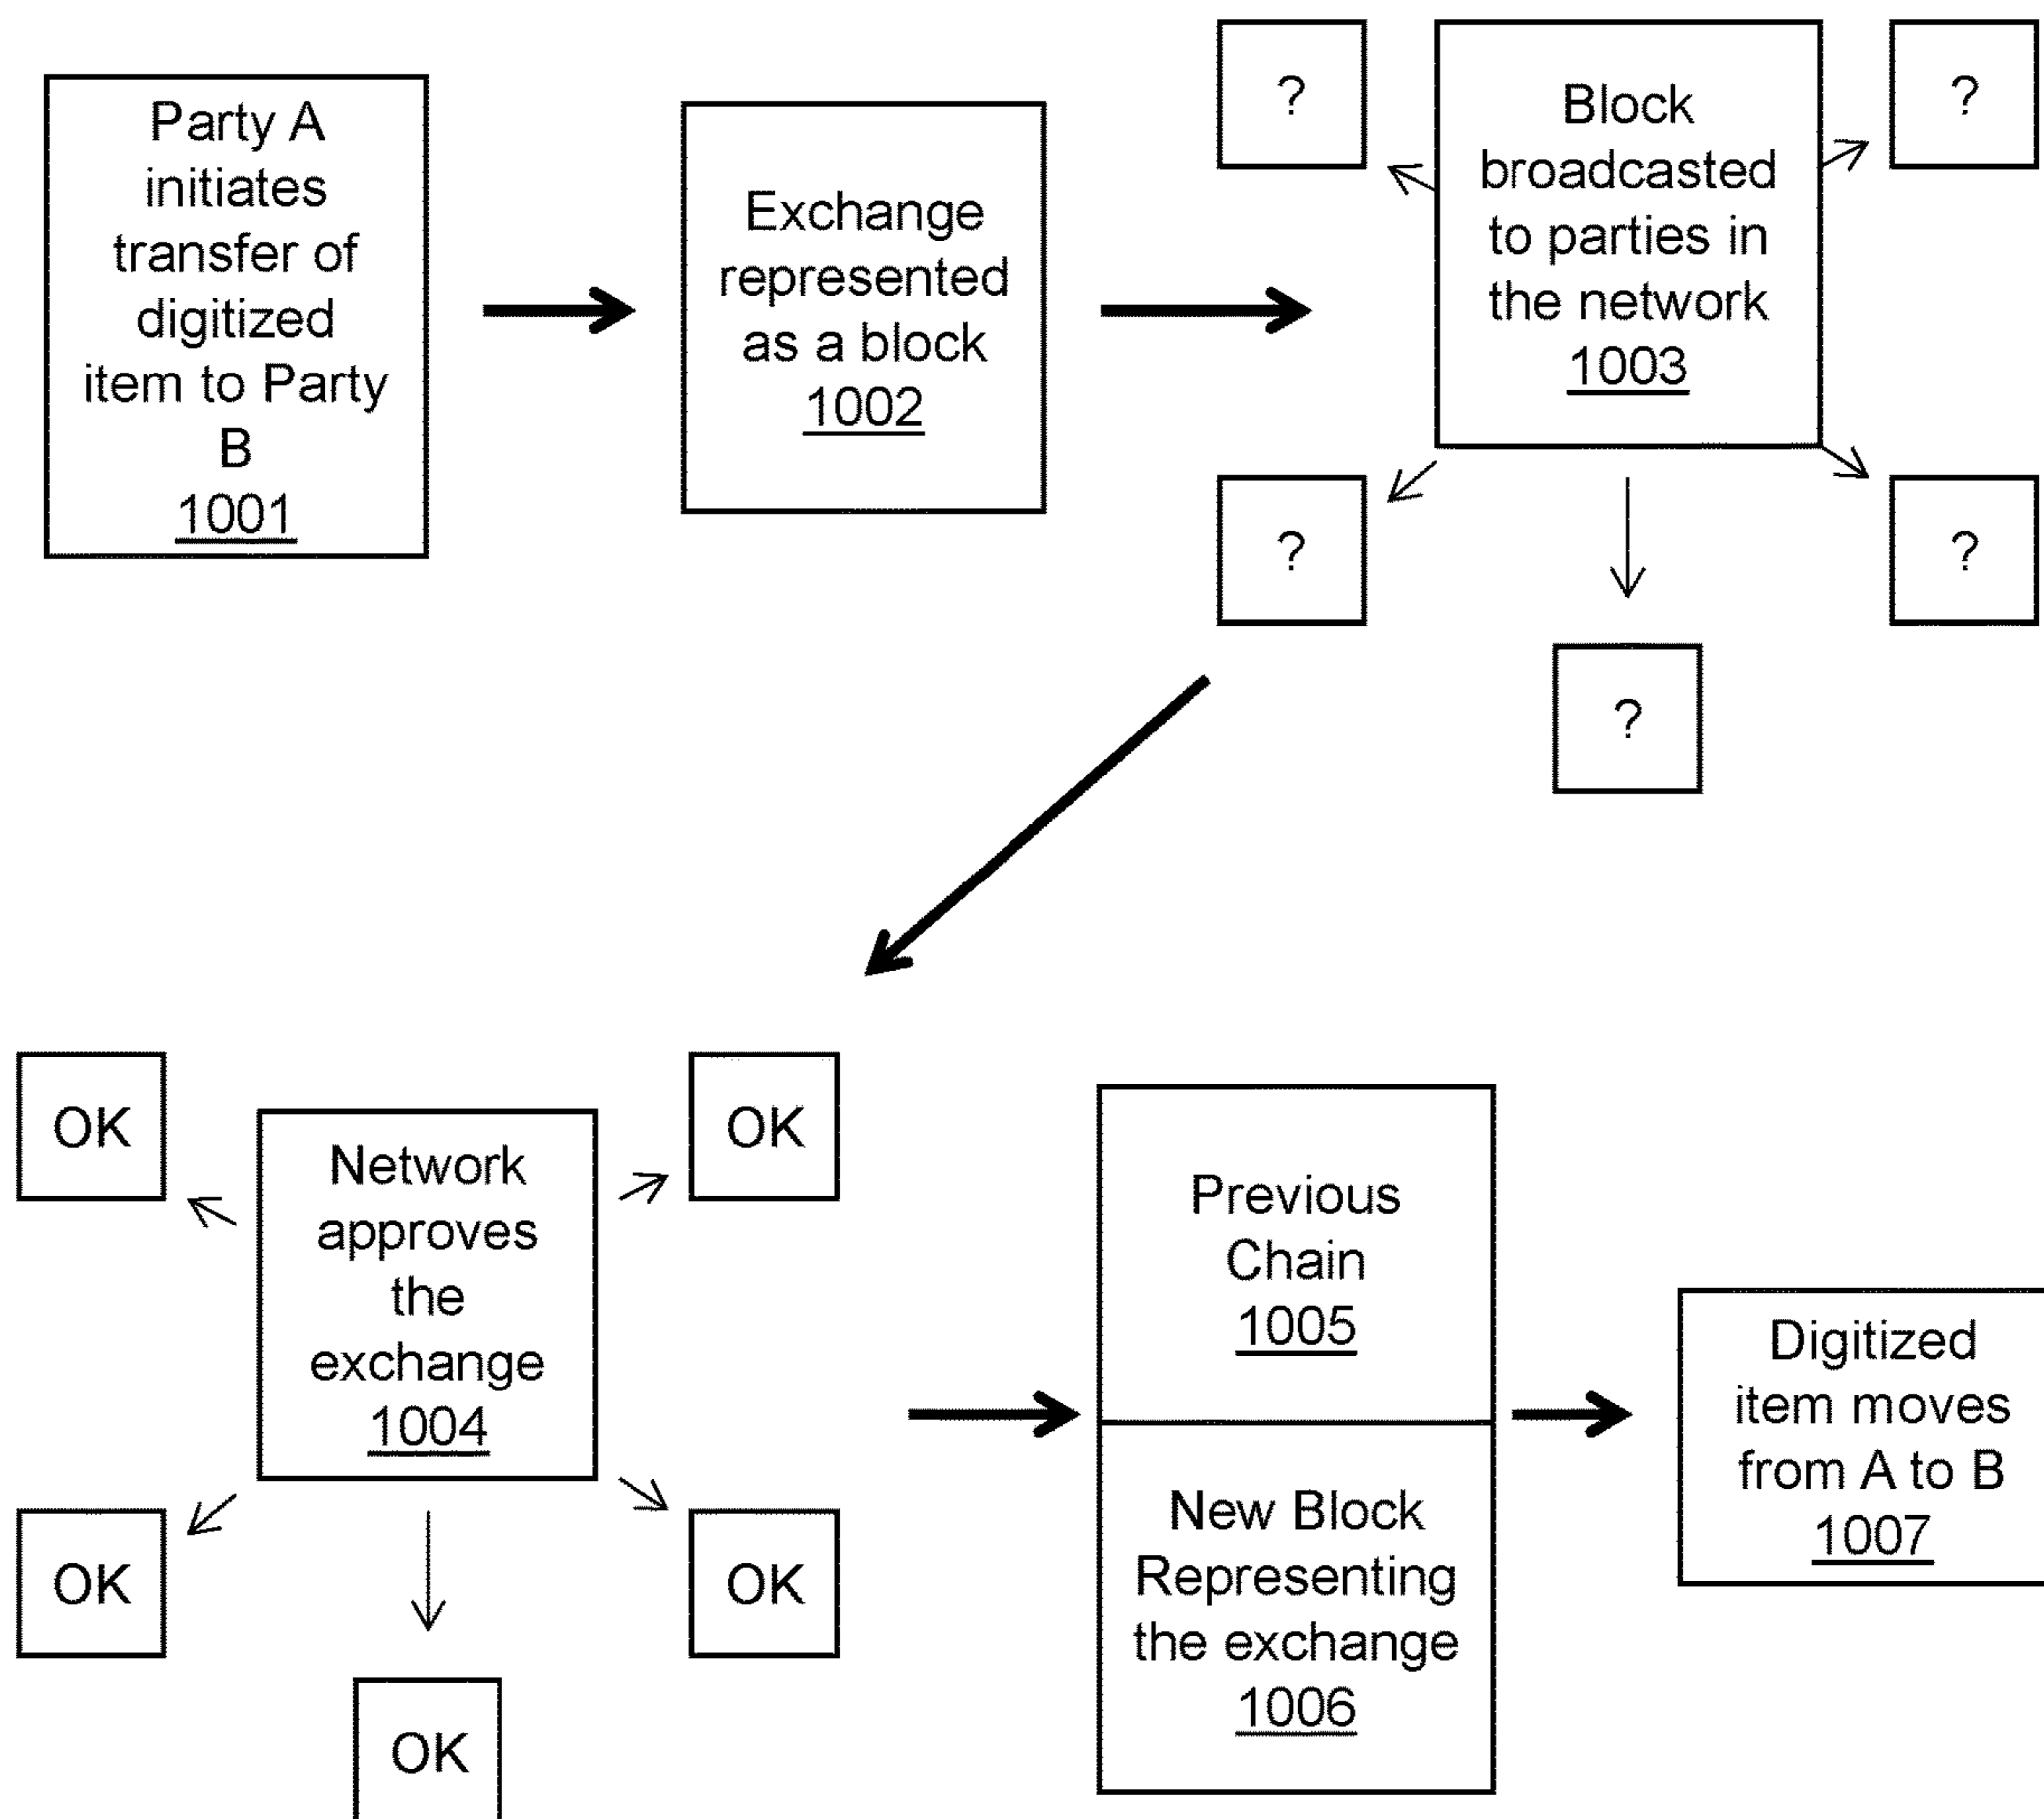 Party A
initiates
transfer of
digitized
item to Party
B
1001
Exchange
represented
as a block
1002
?
Block
broadcasted
to parties in
the network
1003
?
?
?
?
OK
Network
approves
the
exchange
1004
OK
OK
OK
OK
Previous
Chain
1005
New Block
Representing
the exchange
1006
Digitized
item moves
from A to B
1007